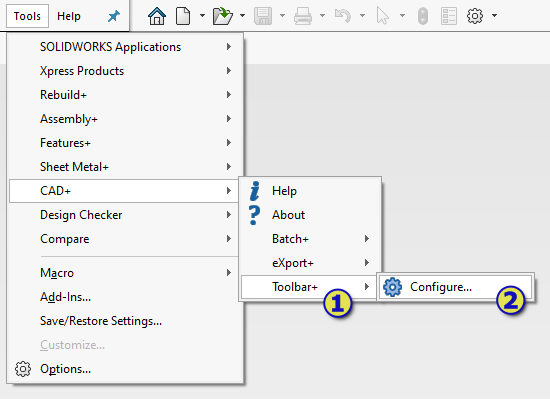 Tools Help
SOLIDWORKS Applications
Xpress Products
Rebuild+
Assembly+
Features+
Sheet Metal+
CAD+
Design Checker
Compare
Macro
Add-Ins...
Save/Restore Settings...
Customize...
Options...
Help
About
Batch+
eXport+
Toolbar+
1
Configure...
2